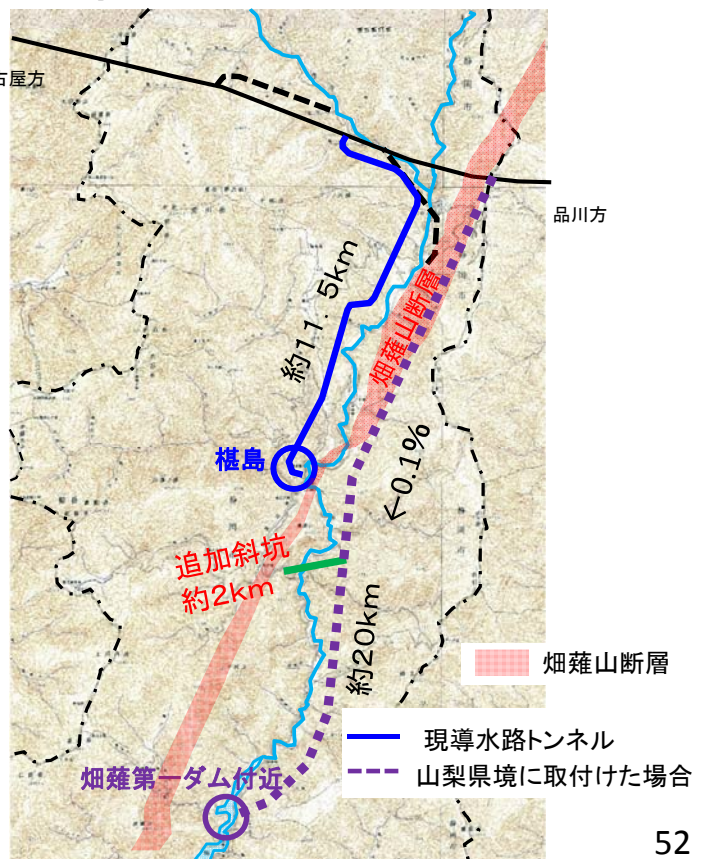 古屋方
品川方
約11.5km
畑薙山断層
椹島
←0.1%
追加斜坑
約2km
約20km
畑薙第一ダム付近
畑薙山断層
現導水路トンネル
山梨県境に取付けた場合
52